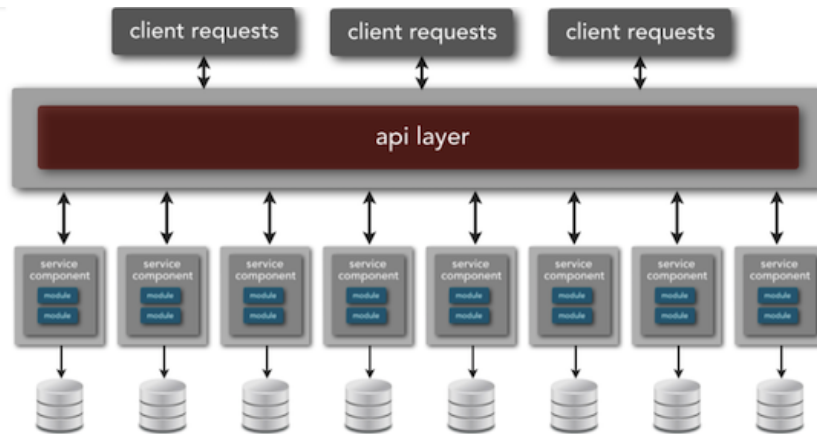 client requests
client requests
client requests
api layer
service
component
module
module
service
component
module
module
service
component
module
module
service
component
module
module
service
component
module
module
service
component
module
module
service
component
module
module
service
component
module
module